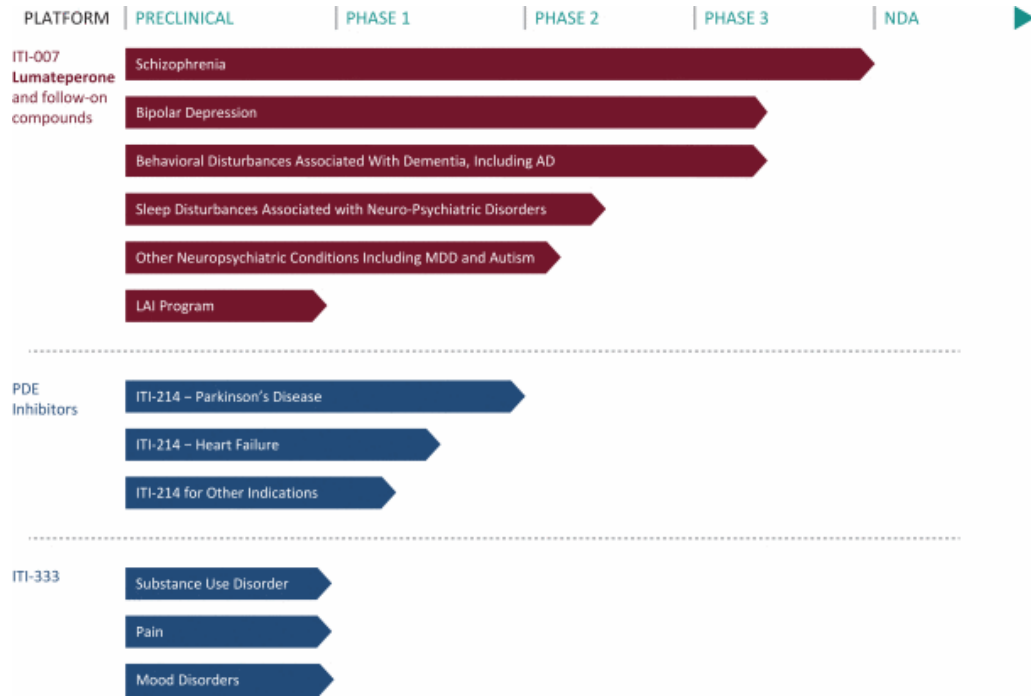 PLATFORM
PRECLINICAL
PHASE 1
PHASE 2
PHASE 3
NDA
ITI-007
Lumateperone
and follow-on
compounds
Schizophrenia
Bipolar Depression
Behavioral Disturbances Associated With Dementia, Including AD
Sleep Disturbances Associated with Neuro-Psychiatric Disorders
Other Neuropsychiatric Conditions Including MDD and Autism
LAI Program
PDE
Inhibitors
ITI-214 – Parkinson's Disease
ITI-214 – Heart Failure
ITI-214 for Other Indications
ITI-333
Substance Use Disorder
Pain
Mood Disorders